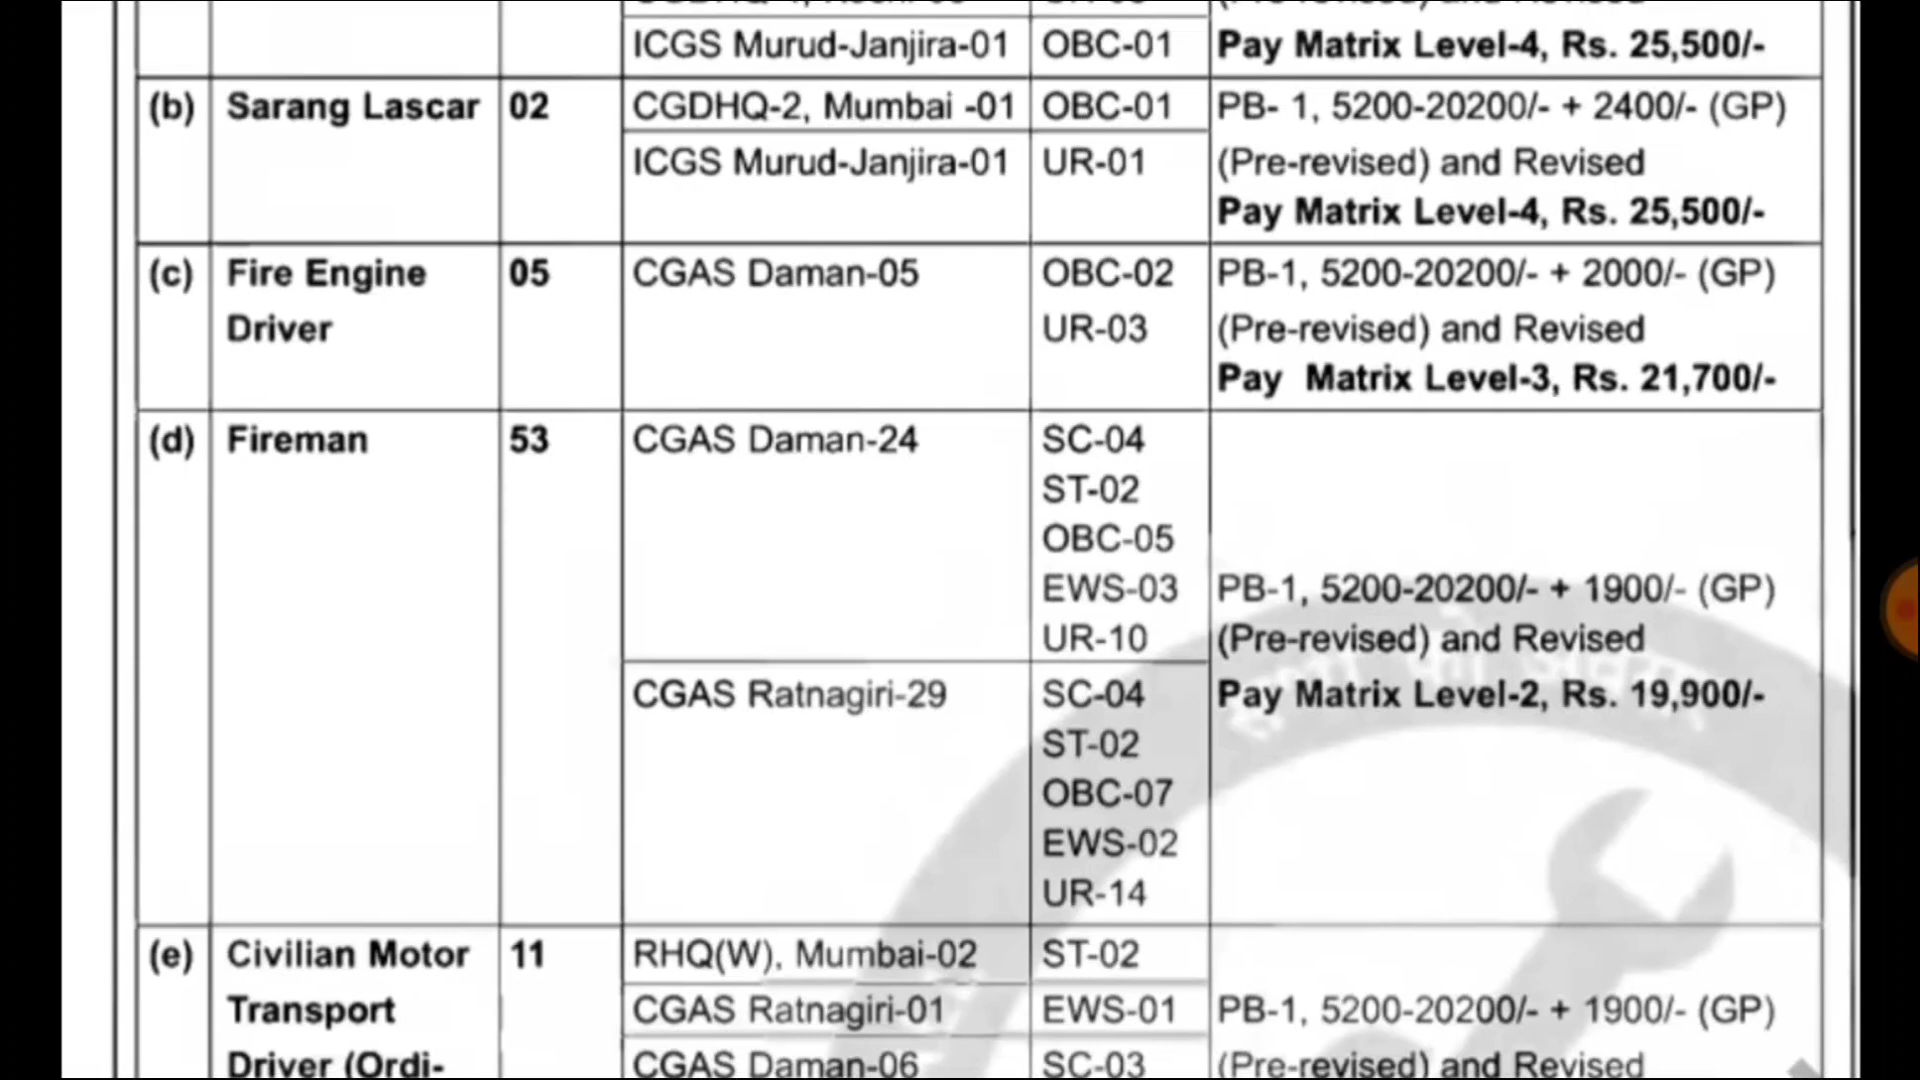 ICGS Murud-Janjira-01 OBC-01 Pay Matrix Level-4, Rs. 25,500/-
(b) Sarang Lascar 02 CGDHQ-2, Mumbai -01 OBC-01 PB- 1, 5200-20200/- + 2400/- (GP)
ICGS Murud-Janjira-01 UR-01 (Pre-revised) and Revised
Pay Matrix Level-4, Rs. 25,500/-
(c) Fire Engine 05 CGAS Daman-05 OBC-02 PB-1, 5200-20200/- + 2000/- (GP)
Driver UR-03 (Pre-revised) and Revised
Pay Matrix Level-3, Rs. 21,700/-
(d) Fireman 53 CGAS Daman-24 SC-04
ST-02
OBC-05
EWS-03 PB-1, 5200-20200/- + 1900/- (GP)
UR-10 (Pre-revised) and Revised
CGAS Ratnagiri-29 SC-04 Pay Matrix Level-2, Rs. 19,900/-
ST-02
OBC-07
EWS-02
UR-14
(e) Civilian Motor 11 RHQ(W), Mumbai-02 ST-02
Transport CGAS Ratnagiri-01 EWS-01 PB-1, 5200-20200/- + 1900/- (GP)
Driver (Ordi- CGAS Daman-06 SC-03 (Pre-revised) and Revised